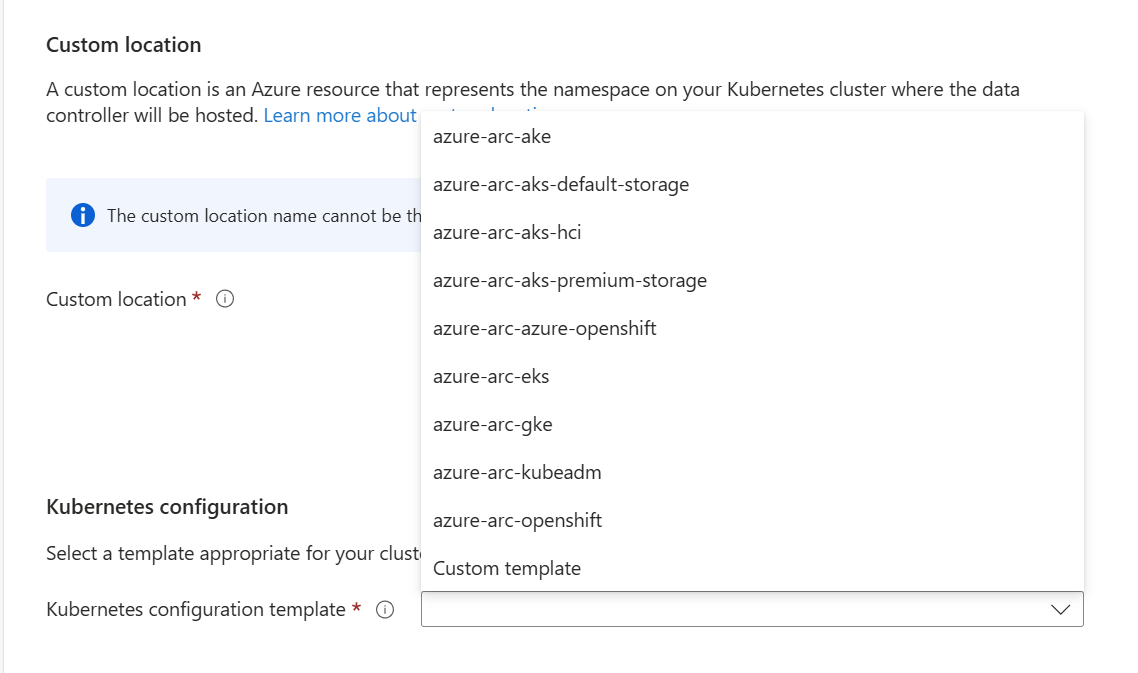 Custom location
A custom location is an Azure resource that represents the namespace on your Kubernetes cluster where the data
controller will be hosted. Learn more about
azure-arc-ake
azure-arc-aks-default-storage
The custom location name cannot be th
azure-arc-aks-hci
azure-arc-aks-premium-storage
Custom location *
azure-arc-azure-openshift
azure-arc-eks
azure-arc-gke
azure-arc-kubeadm
Kubernetes configuration
azure-arc-openshift
Select a template appropriate for your clust
Custom template
Kubernetes configuration template *